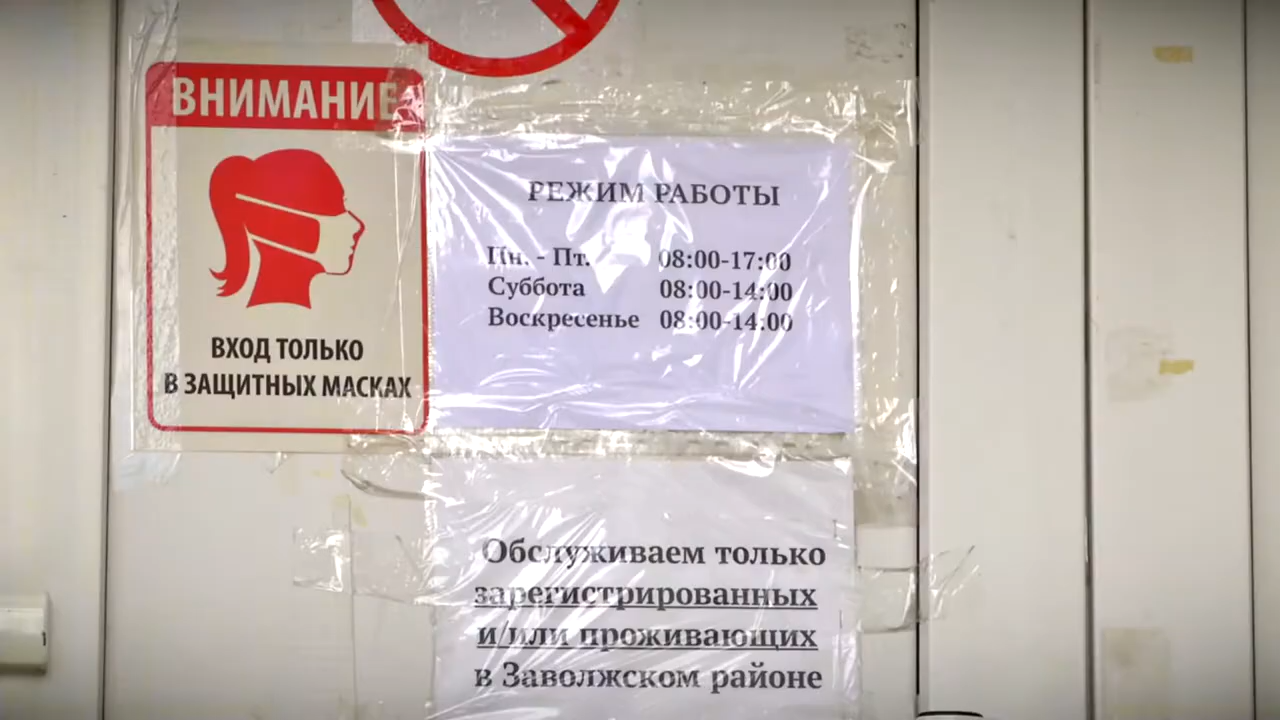 ВНИМАНИЕ
ВХОД ТОЛЬКО
В ЗАЩИТНЫХ МАСКАХ
РЕЖИМ РАБОТЫ
Пн. - Пт. 08:00-17:00
Суббота 08:00-14:00
Воскресенье 08:00-14:00
Обслуживаем только
зарегистрированных
и/или проживающих
в Заволжском районе